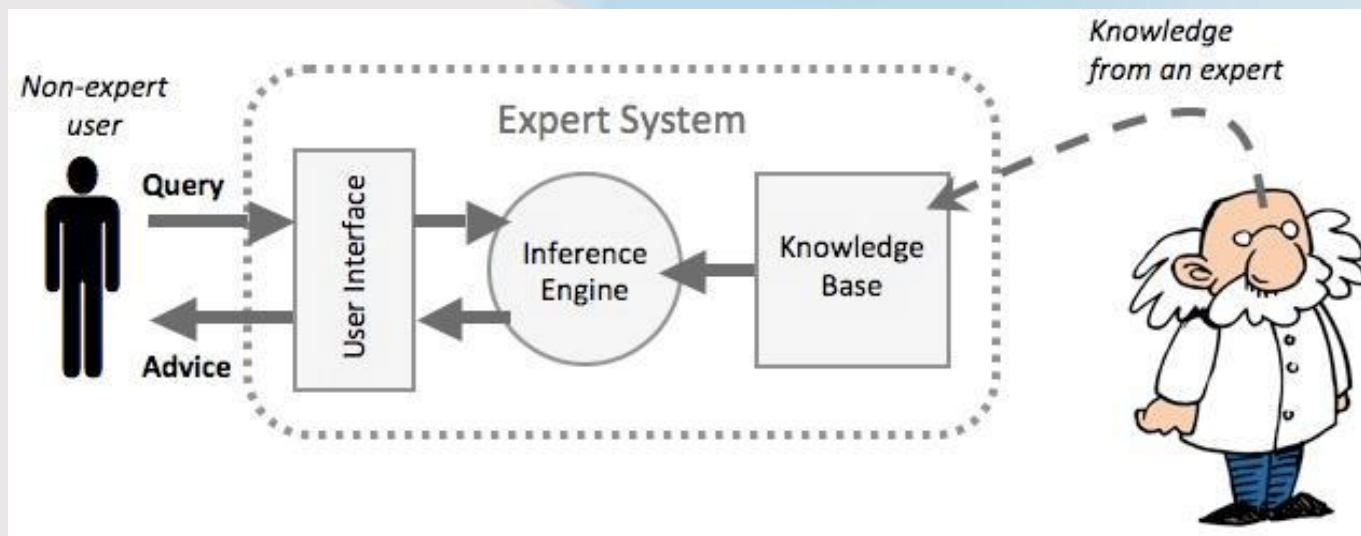 Non-expert
user
Query
Advice
Expert System
User Interface
Inference
Engine
Knowledge
Base
Knowledge
from an expert